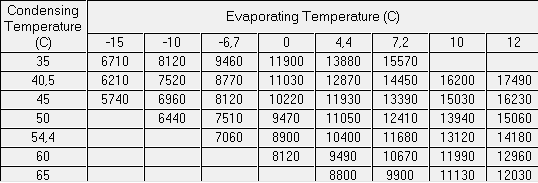 Condensing Temperature (C) Evaporating Temperature (C)
-15 -10 -6,7 0 4,4 7,2 10 12
35 6710 8120 9460 11900 13880 15570
40,5 6210 7520 8770 11030 12870 14450 16200 17490
45 5740 6960 8120 10220 11930 13390 15030 16230
50 6440 7510 9470 11050 12410 13940 15060
54,4 7060 8900 10400 11680 13120 14180
60 8120 9490 10670 11990 12960
65 8800 9900 11130 12030